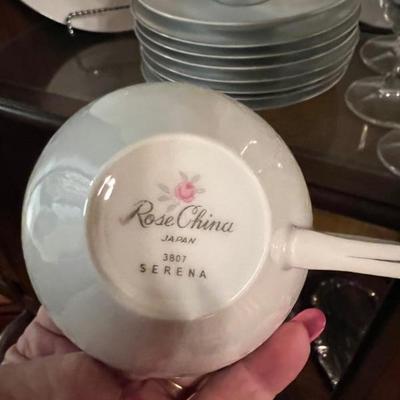 Rose China
JAPAN
3807
SERENA